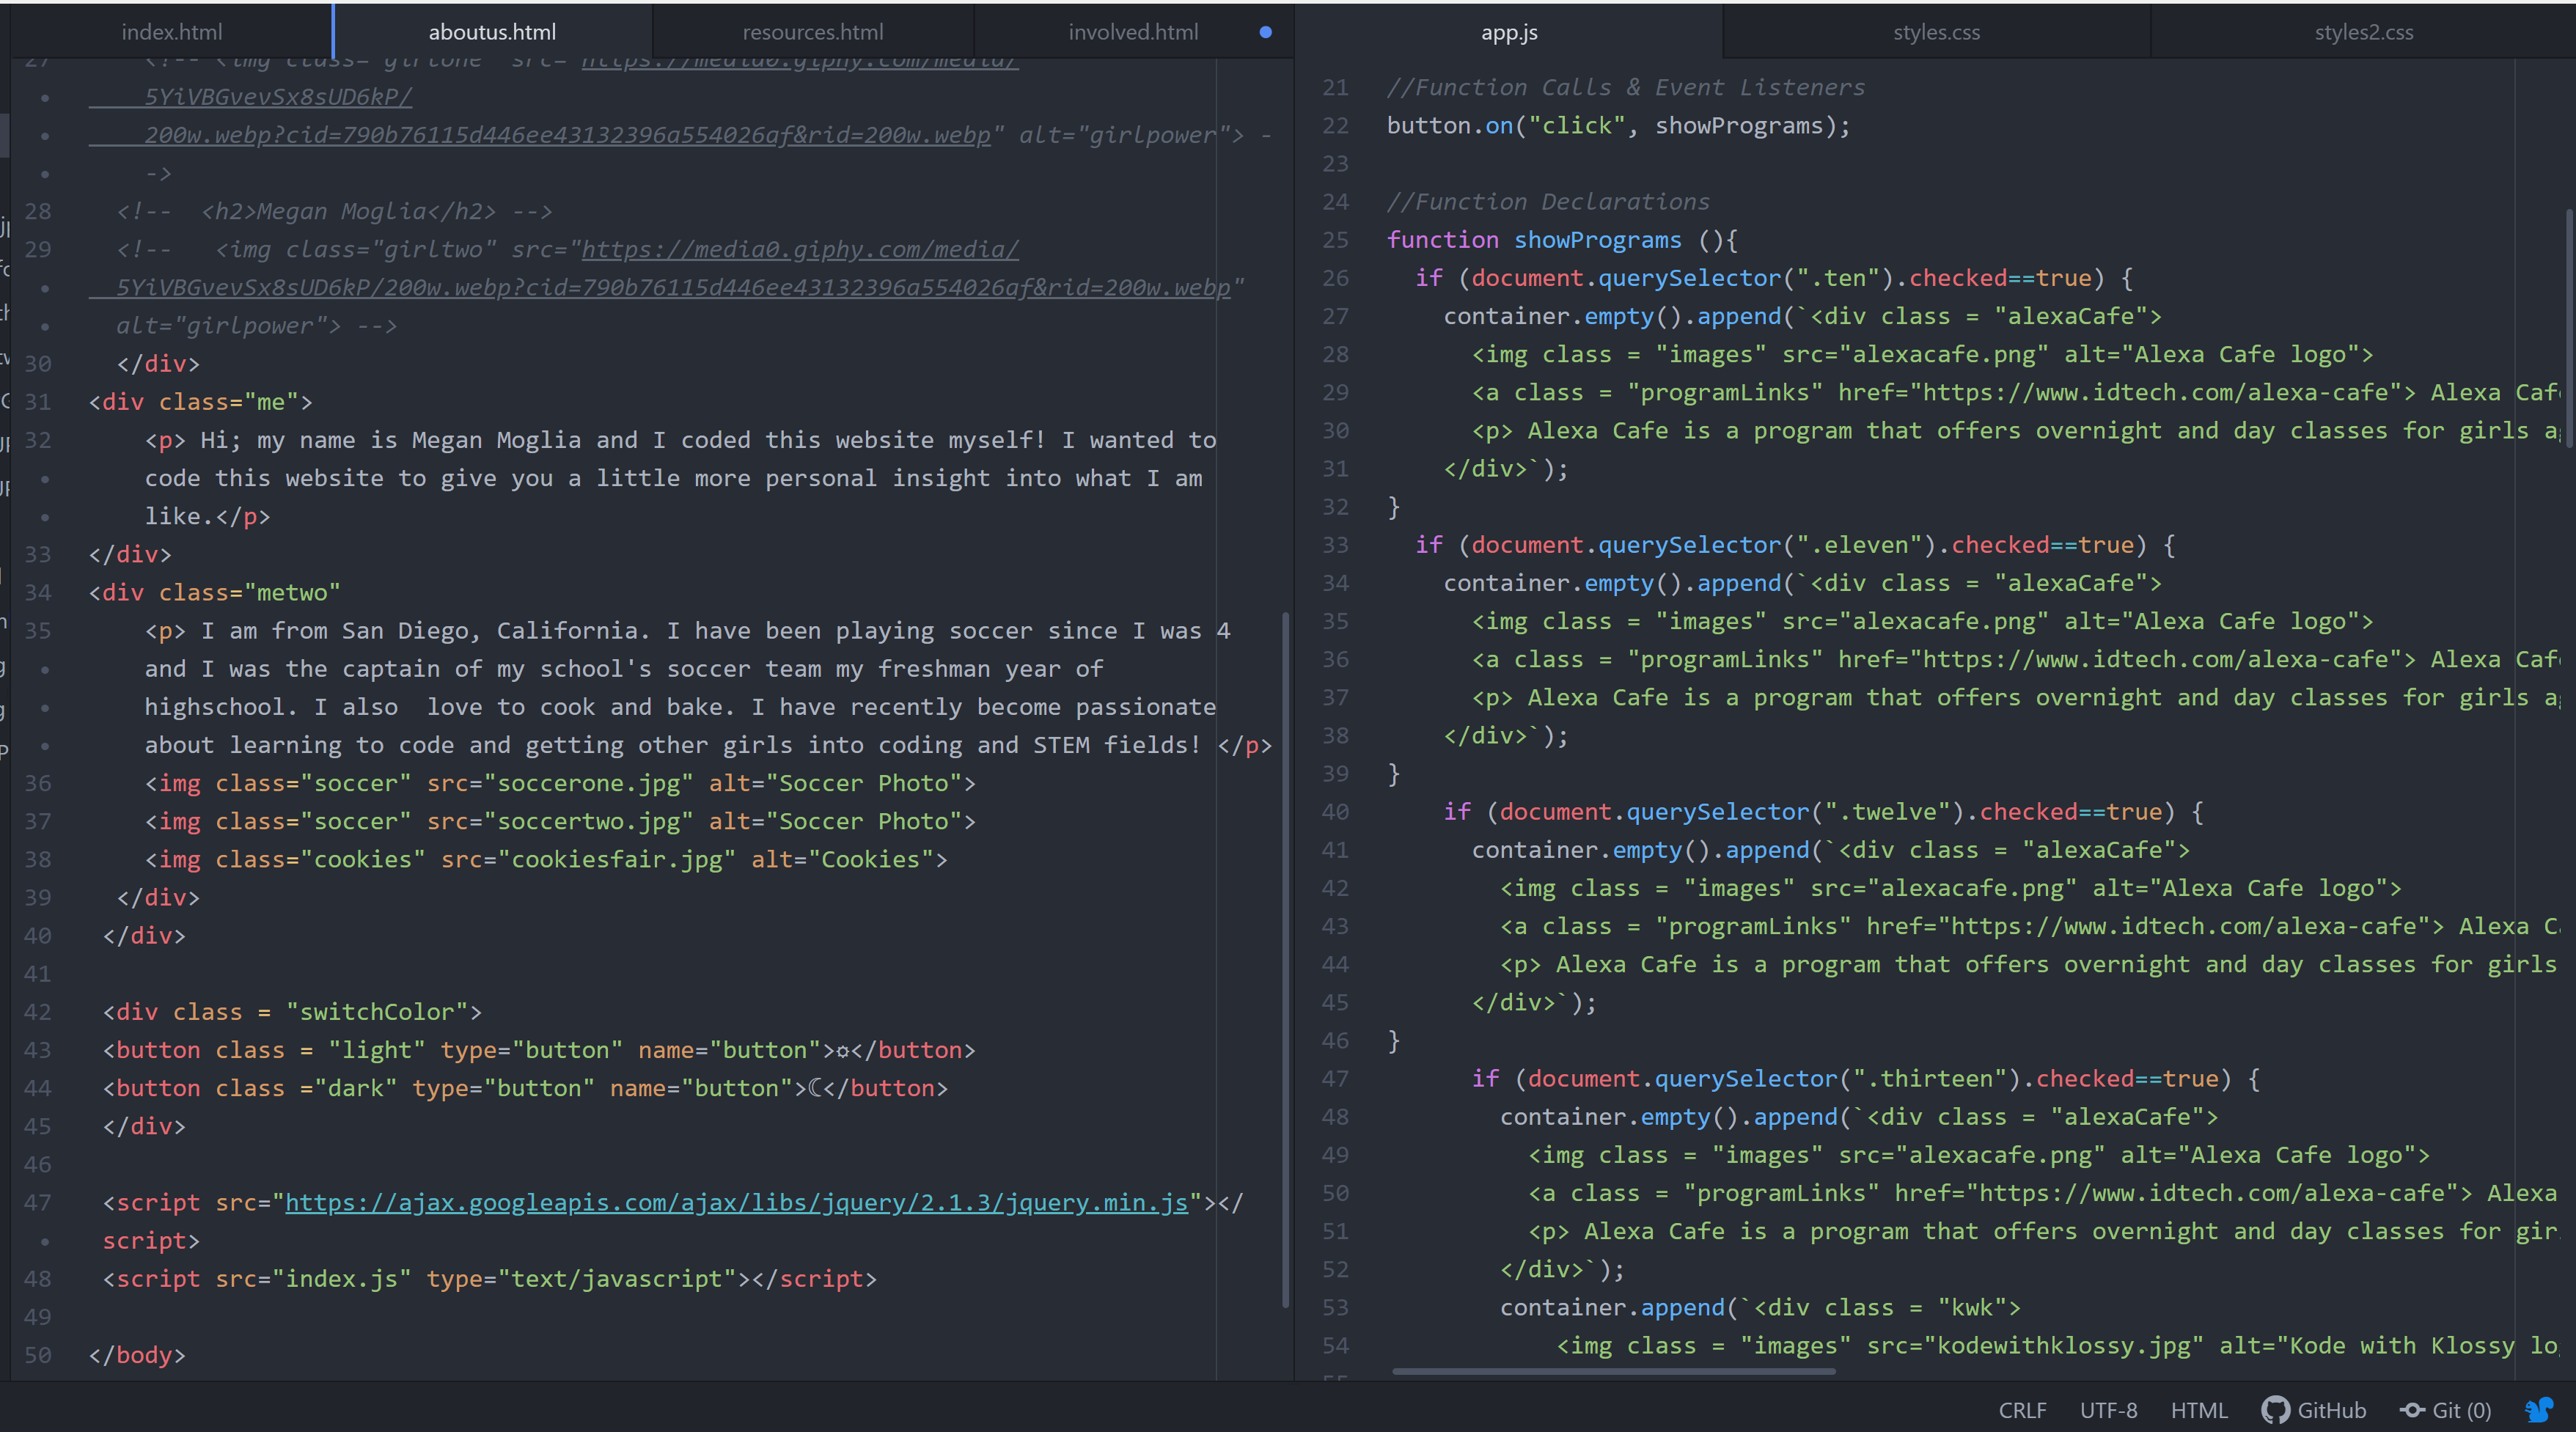 index.html
aboutus.html
resources.html
involved.html
app.js
styles.css
styles2.css
27 <!-- <img class="girlone" src="https://media0.giphy.com/media/
5YiVBGvevSx8sUD6kP/
200w.webp?cid=790b76115d446ee43132396a554026af&rid=200w.webp" alt="girlpower"> -
->
28 <!-- <h2>Megan Moglia</h2> -->
29 <!-- <img class="girltwo" src="https://media0.giphy.com/media/
5YiVBGvevSx8sUD6kP/200w.webp?cid=790b76115d446ee43132396a554026af&rid=200w.webp"
alt="girlpower"> -->
30 </div>
31 <div class="me">
32 <p> Hi; my name is Megan Moglia and I coded this website myself! I wanted to
code this website to give you a little more personal insight into what I am
like.</p>
33 </div>
34 <div class="metwo"
35 <p> I am from San Diego, California. I have been playing soccer since I was 4
and I was the captain of my school's soccer team my freshman year of
highschool. I also  love to cook and bake. I have recently become passionate
about learning to code and getting other girls into coding and STEM fields! </p>
36 <img class="soccer" src="soccerone.jpg" alt="Soccer Photo">
37 <img class="soccer" src="soccertwo.jpg" alt="Soccer Photo">
38 <img class="cookies" src="cookiesfair.jpg" alt="Cookies">
39 </div>
40 </div>
41
42 <div class = "switchColor">
43 <button class = "light" type="button" name="button">☼</button>
44 <button class ="dark" type="button" name="button">☾</button>
45 </div>
46
47 <script src="https://ajax.googleapis.com/ajax/libs/jquery/2.1.3/jquery.min.js"></
script>
48 <script src="index.js" type="text/javascript"></script>
49
50 </body>
21 //Function Calls & Event Listeners
22 button.on("click", showPrograms);
23
24 //Function Declarations
25 function showPrograms (){
26 if (document.querySelector(".ten").checked==true) {
27 container.empty().append(`<div class = "alexaCafe">
28 <img class = "images" src="alexacafe.png" alt="Alexa Cafe logo">
29 <a class = "programLinks" href="https://www.idtech.com/alexa-cafe"> Alexa Caf
30 <p> Alexa Cafe is a program that offers overnight and day classes for girls a
31 </div>`);
32 }
33 if (document.querySelector(".eleven").checked==true) {
34 container.empty().append(`<div class = "alexaCafe">
35 <img class = "images" src="alexacafe.png" alt="Alexa Cafe logo">
36 <a class = "programLinks" href="https://www.idtech.com/alexa-cafe"> Alexa Caf
37 <p> Alexa Cafe is a program that offers overnight and day classes for girls a
38 </div>`);
39 }
40 if (document.querySelector(".twelve").checked==true) {
41 container.empty().append(`<div class = "alexaCafe">
42 <img class = "images" src="alexacafe.png" alt="Alexa Cafe logo">
43 <a class = "programLinks" href="https://www.idtech.com/alexa-cafe"> Alexa C
44 <p> Alexa Cafe is a program that offers overnight and day classes for girls
45 </div>`);
46 }
47 if (document.querySelector(".thirteen").checked==true) {
48 container.empty().append(`<div class = "alexaCafe">
49 <img class = "images" src="alexacafe.png" alt="Alexa Cafe logo">
50 <a class = "programLinks" href="https://www.idtech.com/alexa-cafe"> Alexa
51 <p> Alexa Cafe is a program that offers overnight and day classes for gir
52 </div>`);
53 container.append(`<div class = "kwk">
54 <img class = "images" src="kodewithklossy.jpg" alt="Kode with Klossy lo
CRLF UTF-8 HTML GitHub Git (0)